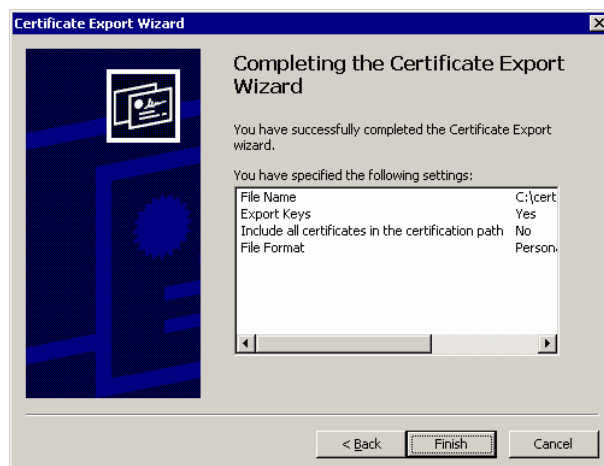 Certificate Export Wizard
Completing the Certificate Export
Wizard
You have successfully completed the Certificate Export
wizard.
You have specified the following settings:
File Name C:\cert
Export Keys Yes
Include all certificates in the certification path No
File Format Person
< Back Finish Cancel